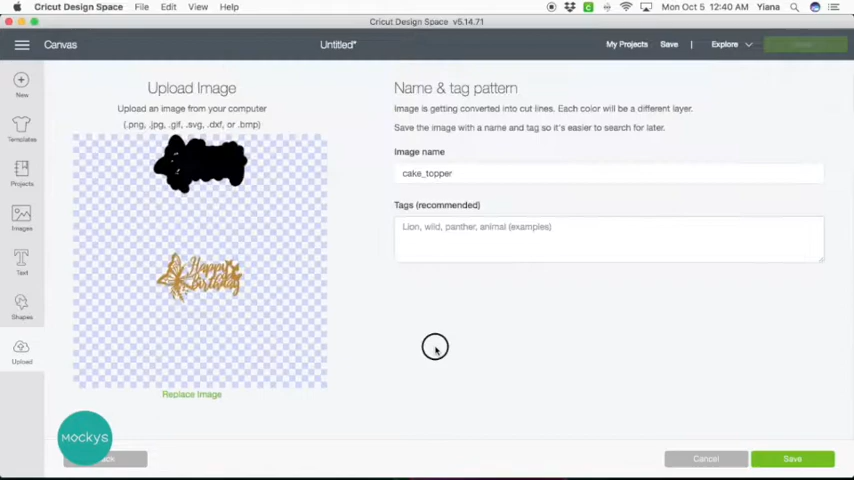 Cricut Design Space File Edit View Help Mon Oct 5 12:40 AM Yiana
Cricut Design Space v5.14.71
Canvas Untitled* My Projects Save | Explore
New
Templates
Projects
Images
Text
Shapes
Upload
Upload Image
Upload an image from your computer
(.png, .jpg, .gif, .svg, .dxf, or .bmp)
Happy
Birthday
Replace Image
Name & tag pattern
Image is getting converted into cut lines. Each color will be a different layer.
Save the image with a name and tag so it's easier to search for later.
Image name
cake_topper
Tags (recommended)
Lion, wild, panther, animal (examples)
MOCKYS
Cancel Save